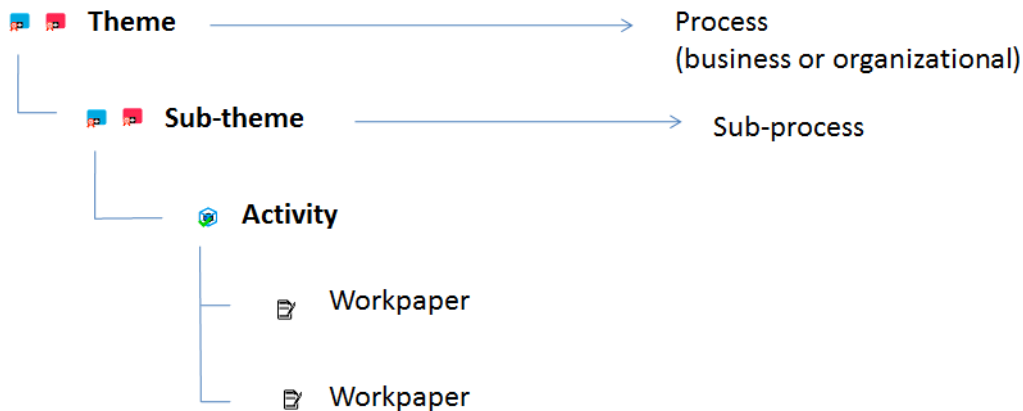 Theme
Process
(business or organizational)
Sub-theme
Sub-process
Activity
Workpaper
Workpaper